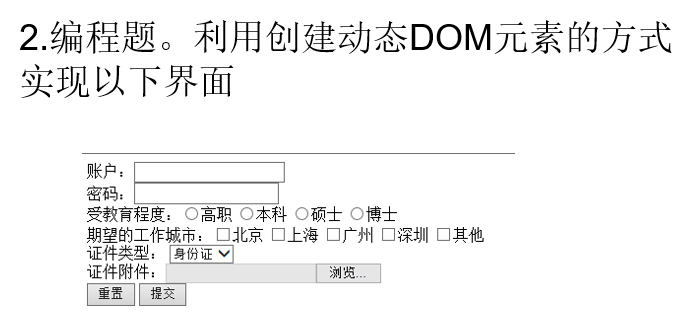 2.编程题。利用创建动态DOM元素的方式
实现以下界面
账户：
密码：
受教育程度： 高职 本科 硕士 博士
期望的工作城市： 北京 上海 广州 深圳 其他
证件类型： 身份证
证件附件： 浏览...
重置 提交